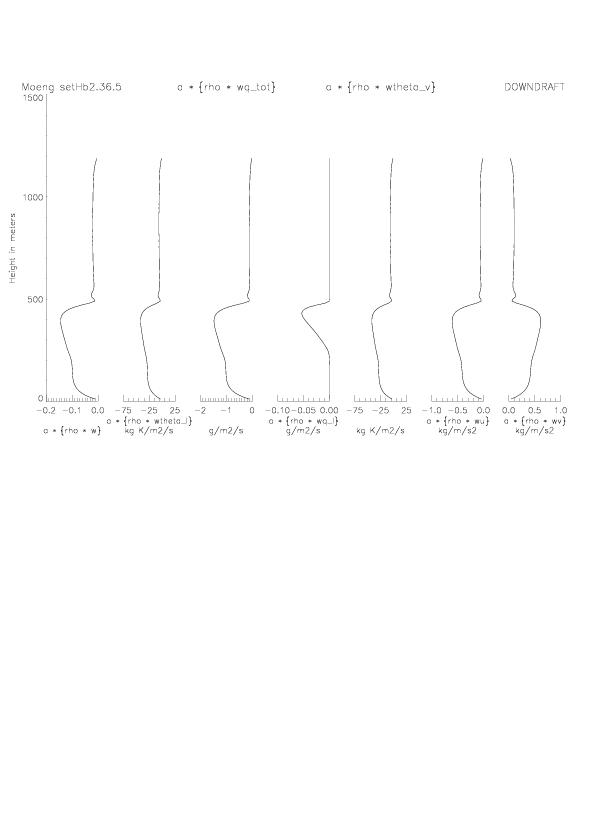 Moeng setHb2.36.5 a * {rho * wq_tot} a * {rho * wtheta_v} DOWNDRAFT
1500
1000
Height in meters
500
0
-0.2 -0.1 0.0 -75 -25 25 -2 -1 0 -0.10 -0.05 0.00 -75 -25 25 -1.0 -0.5 0.0 0.0 0.5 1.0
a * {rho * wtheta_l} a * {rho * wq_l} a * {rho * wu} a * {rho * wv}
a * {rho * w} kg K/m2/s g/m2/s g/m2/s kg K/m2/s kg/m/s2 kg/m/s2